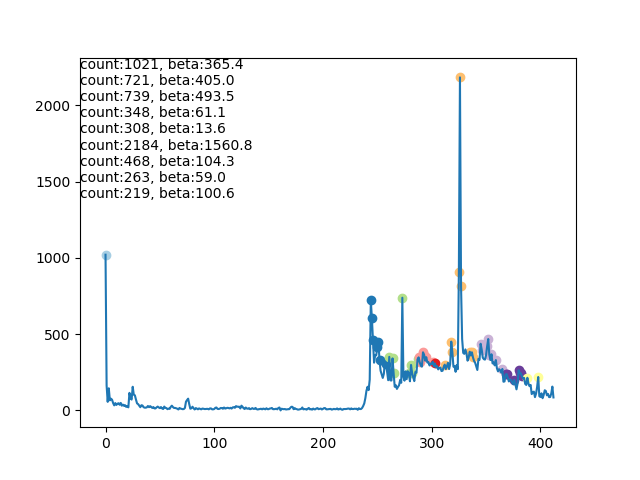 count:1021, beta:365.4
count:721, beta:405.0
count:739, beta:493.5
count:348, beta:61.1
count:308, beta:13.6
count:2184, beta:1560.8
count:468, beta:104.3
count:263, beta:59.0
count:219, beta:100.6
2000
1500
1000
500
0
0 100 200 300 400